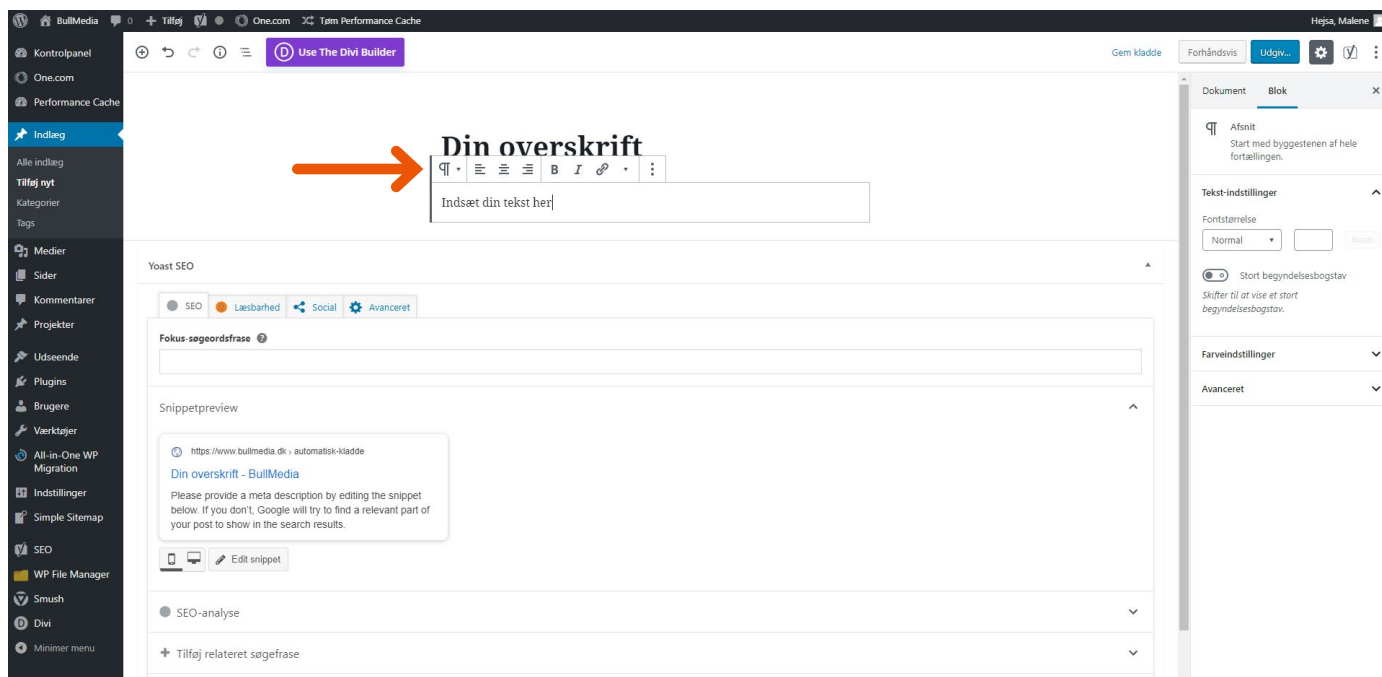 BullMedia 0 Tilføj One.com Tøm Performance Cache Hejsa, Malene
Kontrolpanel
One.com
Performance Cache
Indlæg
Alle indlæg
Tilføj nyt
Kategorier
Tags
Medier
Sider
Kommentarer
Projekter
Udseende
Plugins
Brugere
Værktøjer
All-in-One WP
Migration
Indstillinger
Simple Sitemap
SEO
WP File Manager
Smush
Divi
Minimer menu
Use The Divi Builder
Gem kladde Forhåndsvis Udgiv...
Din overskrift
B I
Indsæt din tekst her
Yoast SEO
SEO Læsbarhed Social Avanceret
Fokus-søgeordsfrase
Snippetpreview
https://www.bullmedia.dk › automatisk-kladde
Din overskrift - BullMedia
Please provide a meta description by editing the snippet
below. If you don't, Google will try to find a relevant part of
your post to show in the search results.
Edit snippet
SEO-analyse
Tilføj relateret søgefrase
Dokument Blok
Afsnit
Start med byggestenen af hele
fortællingen.
Tekst-indstillinger
Fontstørrelse
Normal
Stort begyndelsesbogstav
Skifter til at vise et stort
begyndelsesbogstav.
Farveindstillinger
Avanceret